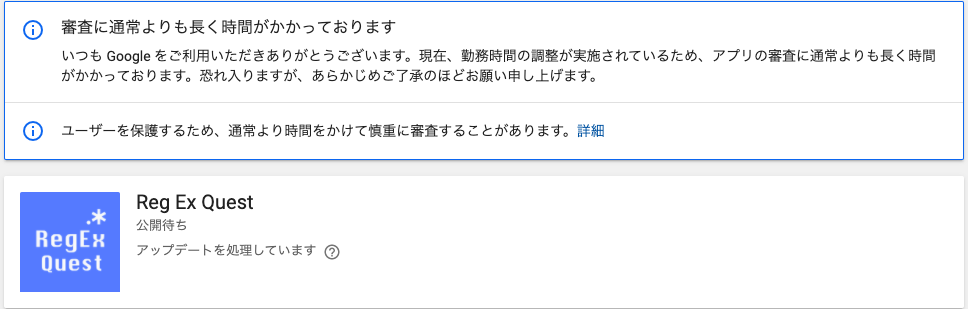 審査に通常よりも長く時間がかかっております
いつも Google をご利用いただきありがとうございます。現在、勤務時間の調整が実施されているため、アプリの審査に通常よりも長く時間
がかかっております。恐れ入りますが、あらかじめご了承のほどお願い申し上げます。
ユーザーを保護するため、通常より時間をかけて慎重に審査することがあります。詳細
.*
RegEx
Quest
Reg Ex Quest
公開待ち
アップデートを処理しています